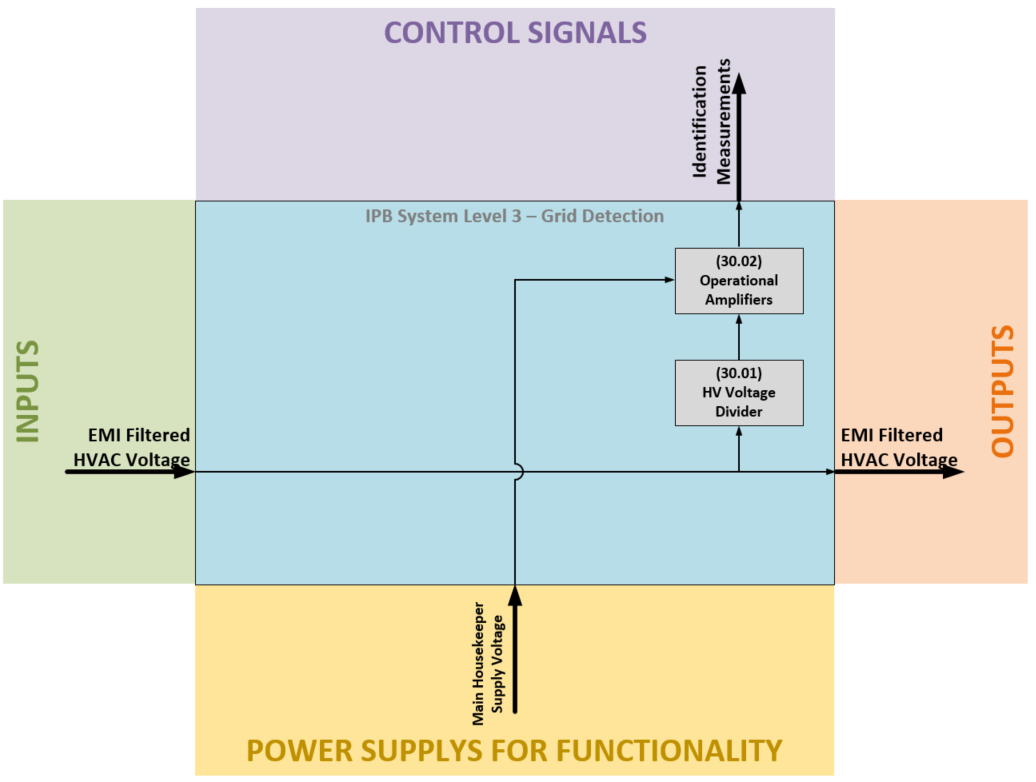 CONTROL SIGNALS
Identification
Measurements
IPB System Level 3 – Grid Detection
(30.02)
Operational
Amplifiers
(30.01)
HV Voltage
Divider
INPUTS
EMI Filtered
HVAC Voltage
OUTPUTS
EMI Filtered
HVAC Voltage
Main Housekeeper
Supply Voltage
POWER SUPPLYS FOR FUNCTIONALITY